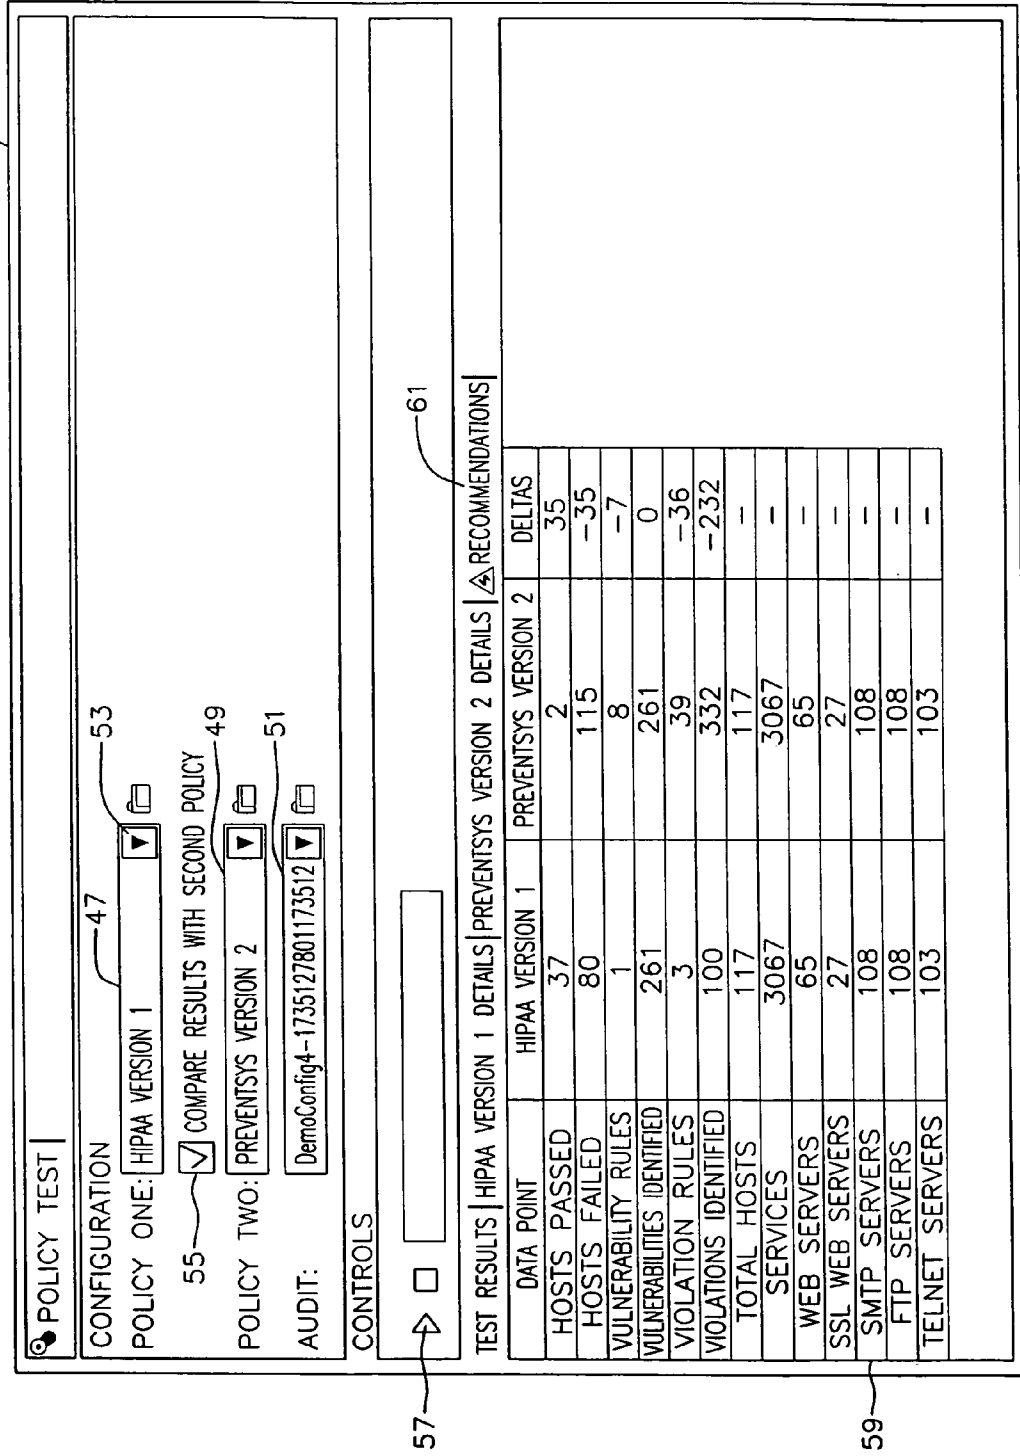 POLICY TEST
CONFIGURATION
POLICY ONE: HIPAA VERSION 1
47
53
55
COMPARE RESULTS WITH SECOND POLICY
POLICY TWO: PREVENTSYS VERSION 2
49
AUDIT: DemoConfig4-1735127801173512
51
CONTROLS
57
61
TEST RESULTS HIPAA VERSION 1 DETAILS PREVENTSYS VERSION 2 DETAILS RECOMMENDATIONS
DATA POINT HIPAA VERSION 1 PREVENTSYS VERSION 2 DELTAS
HOSTS PASSED 37 2 35
HOSTS FAILED 80 115 -35
VULNERABILITY RULES 1 8 -7
VULNERABILITIES IDENTIFIED 261 261 0
VIOLATION RULES 3 39 -36
VIOLATIONS IDENTIFIED 100 332 -232
TOTAL HOSTS 117 117 -
SERVICES 3067 3067 -
WEB SERVERS 65 65 -
SSL WEB SERVERS 27 27 -
SMTP SERVERS 108 108 -
FTP SERVERS 108 108 -
TELNET SERVERS 103 103 -
59